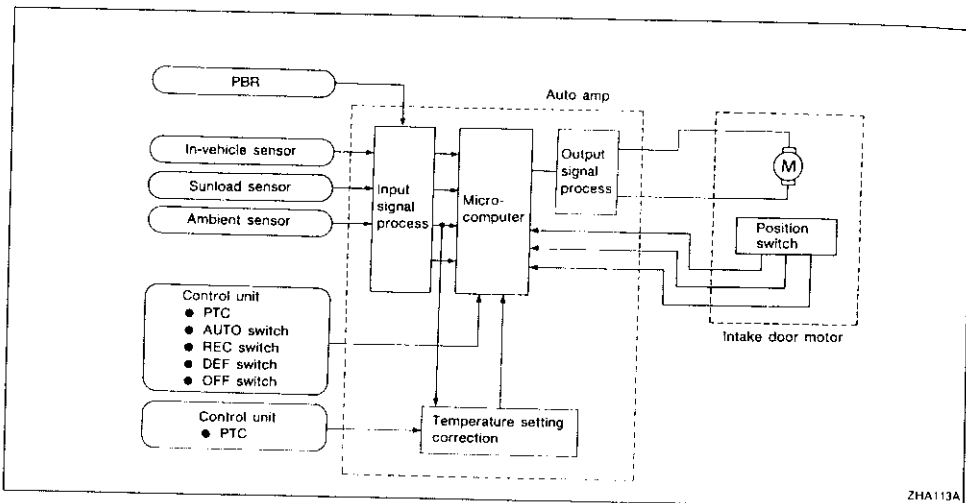 PBR
Auto amp
In-vehicle sensor
Sunload sensor
Ambient sensor
Input
signal
process
Micro-
computer
Output
signal
process
M
Position
switch
Intake door motor
Control unit
● PTC
● AUTO switch
● REC switch
● DEF switch
● OFF switch
Control unit
● PTC
Temperature setting
correction
ZHA113A